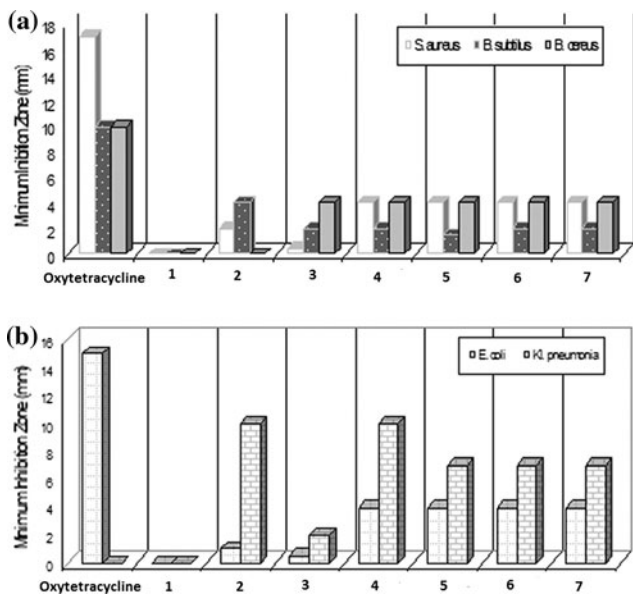 (a)
18
16
14
12
10
8
6
4
2
0
Minimum Inhibition Zone (mm)
S. aureus B. subtilus B. cereus
Oxytetracycline 1 2 3 4 5 6 7
(b)
16
14
12
10
8
6
4
2
0
Minimum Inhibition Zone (mm)
E. coli Kl. pneumonia
Oxytetracycline 1 2 3 4 5 6 7